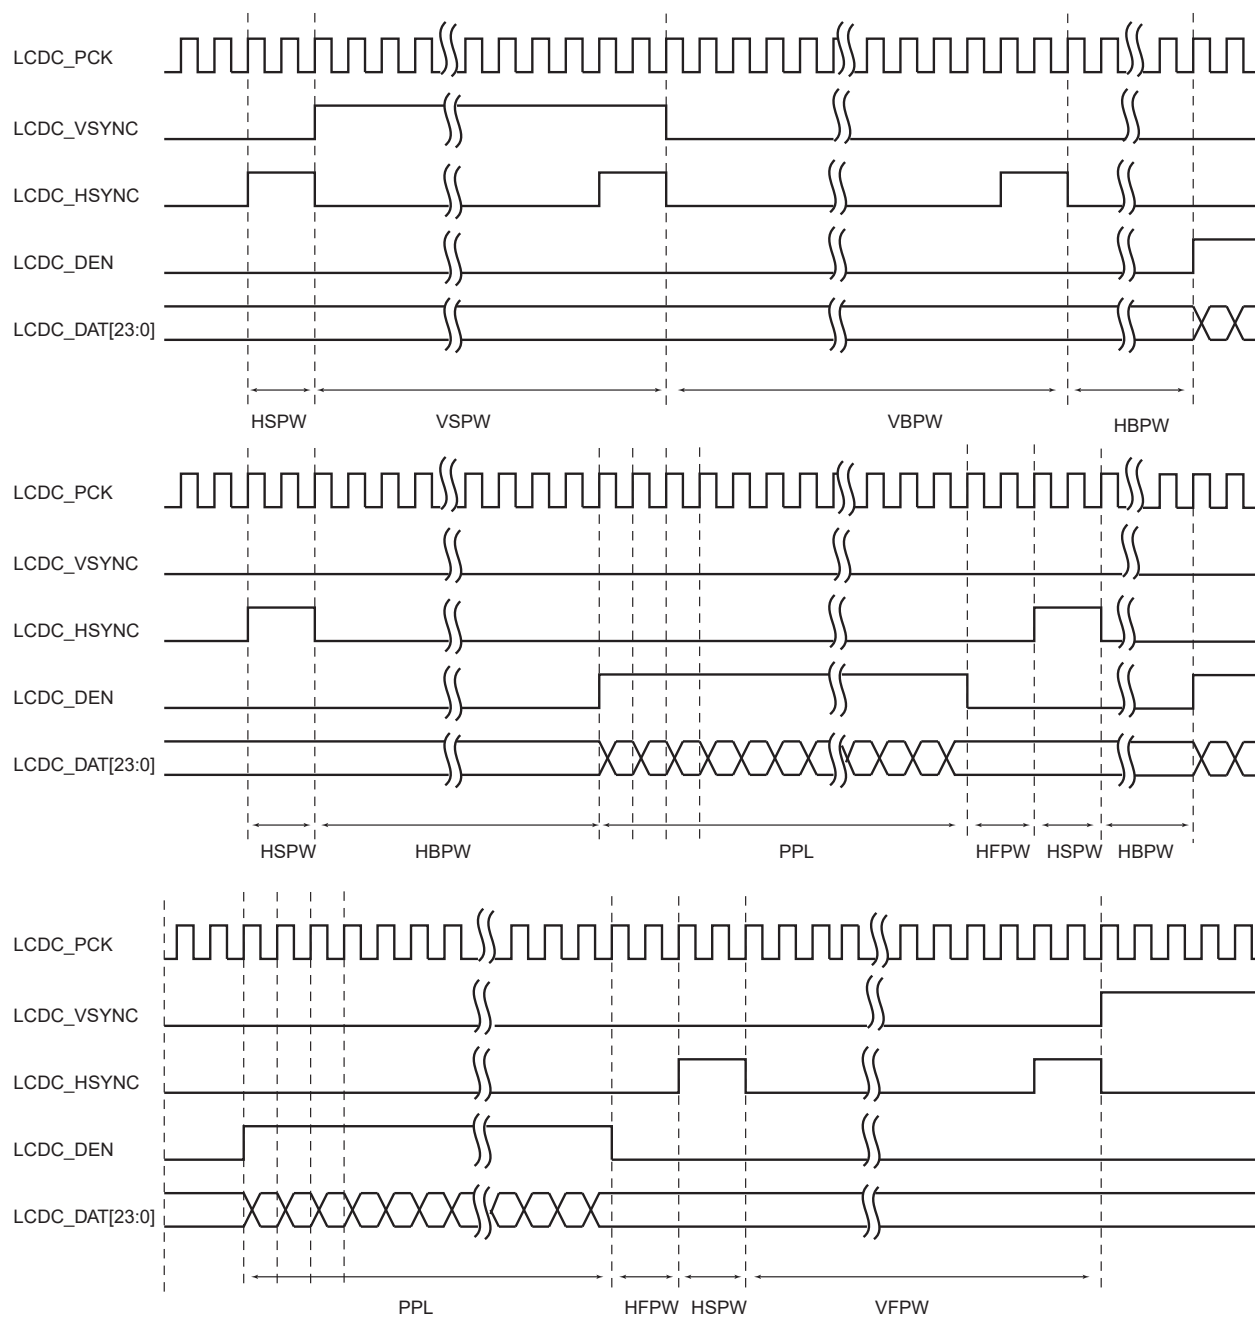 LCDC_PCK
LCDC_VSYNC
LCDC_HSYNC
LCDC_DEN
LCDC_DAT[23:0]
HSPW VSPW VBPW HBPW
LCDC_PCK
LCDC_VSYNC
LCDC_HSYNC
LCDC_DEN
LCDC_DAT[23:0]
HSPW HBPW PPL HFPW HSPW HBPW
LCDC_PCK
LCDC_VSYNC
LCDC_HSYNC
LCDC_DEN
LCDC_DAT[23:0]
PPL HFPW HSPW VFPW